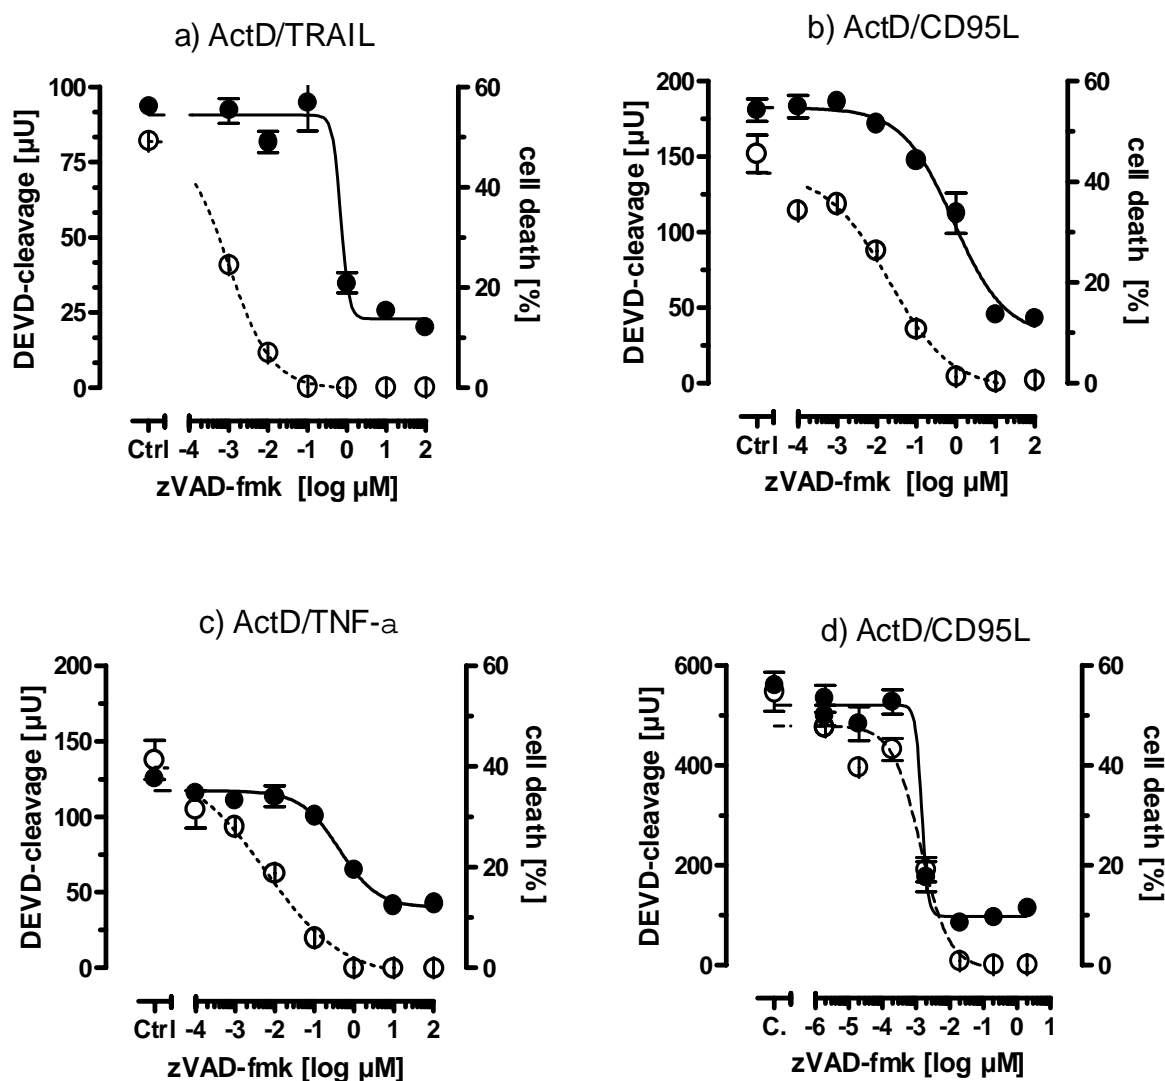 a) ActD/TRAIL
DEVD-cleavage [µU]
100
75
50
25
0
60
40
20
0
cell death [%]
Ctrl -4 -3 -2 -1 0 1 2
zVAD-fmk [log µM]
b) ActD/CD95L
DEVD-cleavage [µU]
200
150
100
50
0
60
40
20
0
cell death [%]
Ctrl -4 -3 -2 -1 0 1 2
zVAD-fmk [log µM]
c) ActD/TNF-a
DEVD-cleavage [µU]
200
150
100
50
0
60
40
20
0
cell death [%]
Ctrl -4 -3 -2 -1 0 1 2
zVAD-fmk [log µM]
d) ActD/CD95L
DEVD-cleavage [µU]
600
400
200
0
60
40
20
0
cell death [%]
C. -6 -5 -4 -3 -2 -1 0 1
zVAD-fmk [log µM]